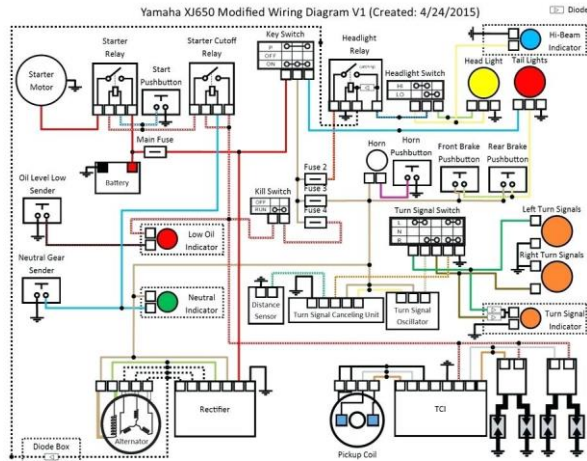 Yamaha XJ650 Modified Wiring Diagram V1 (Created: 4/24/2015)
Diode
Starter
Relay
Starter Cutoff
Relay
Key Switch
P
OFF
ON
Headlight
Relay
Hi-Beam
Indicator
Starter
Motor
Start
Pushbutton
Headlight Switch
HI
LO
Head Light
Tail Lights
Main Fuse
Battery
Horn
Horn
Pushbutton
Front Brake
Pushbutton
Rear Brake
Pushbutton
Fuse 2
Fuse 3
Fuse 4
Oil Level Low
Sender
Kill Switch
OFF
RUN
Low Oil
Indicator
Turn Signal Switch
L
N
R
Left Turn Signals
Right Turn Signals
Neutral Gear
Sender
Neutral
Indicator
Distance
Sensor
Turn Signal Canceling Unit
Turn Signal
Oscillator
Turn Signal
Indicator
Alternator
Rectifier
Pickup Coil
TCI
Diode Box